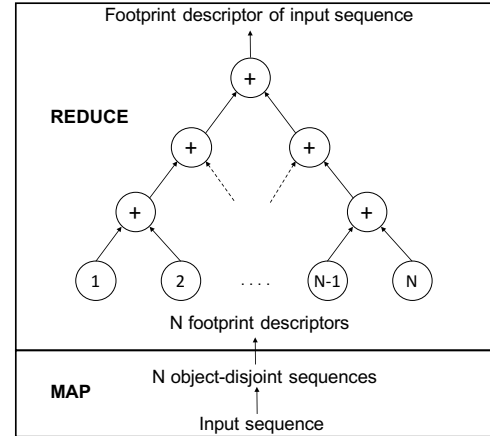 Footprint descriptor of input sequence
+
REDUCE
+ +
+ +
1 2 .... N-1 N
N footprint descriptors
N object-disjoint sequences
MAP
Input sequence